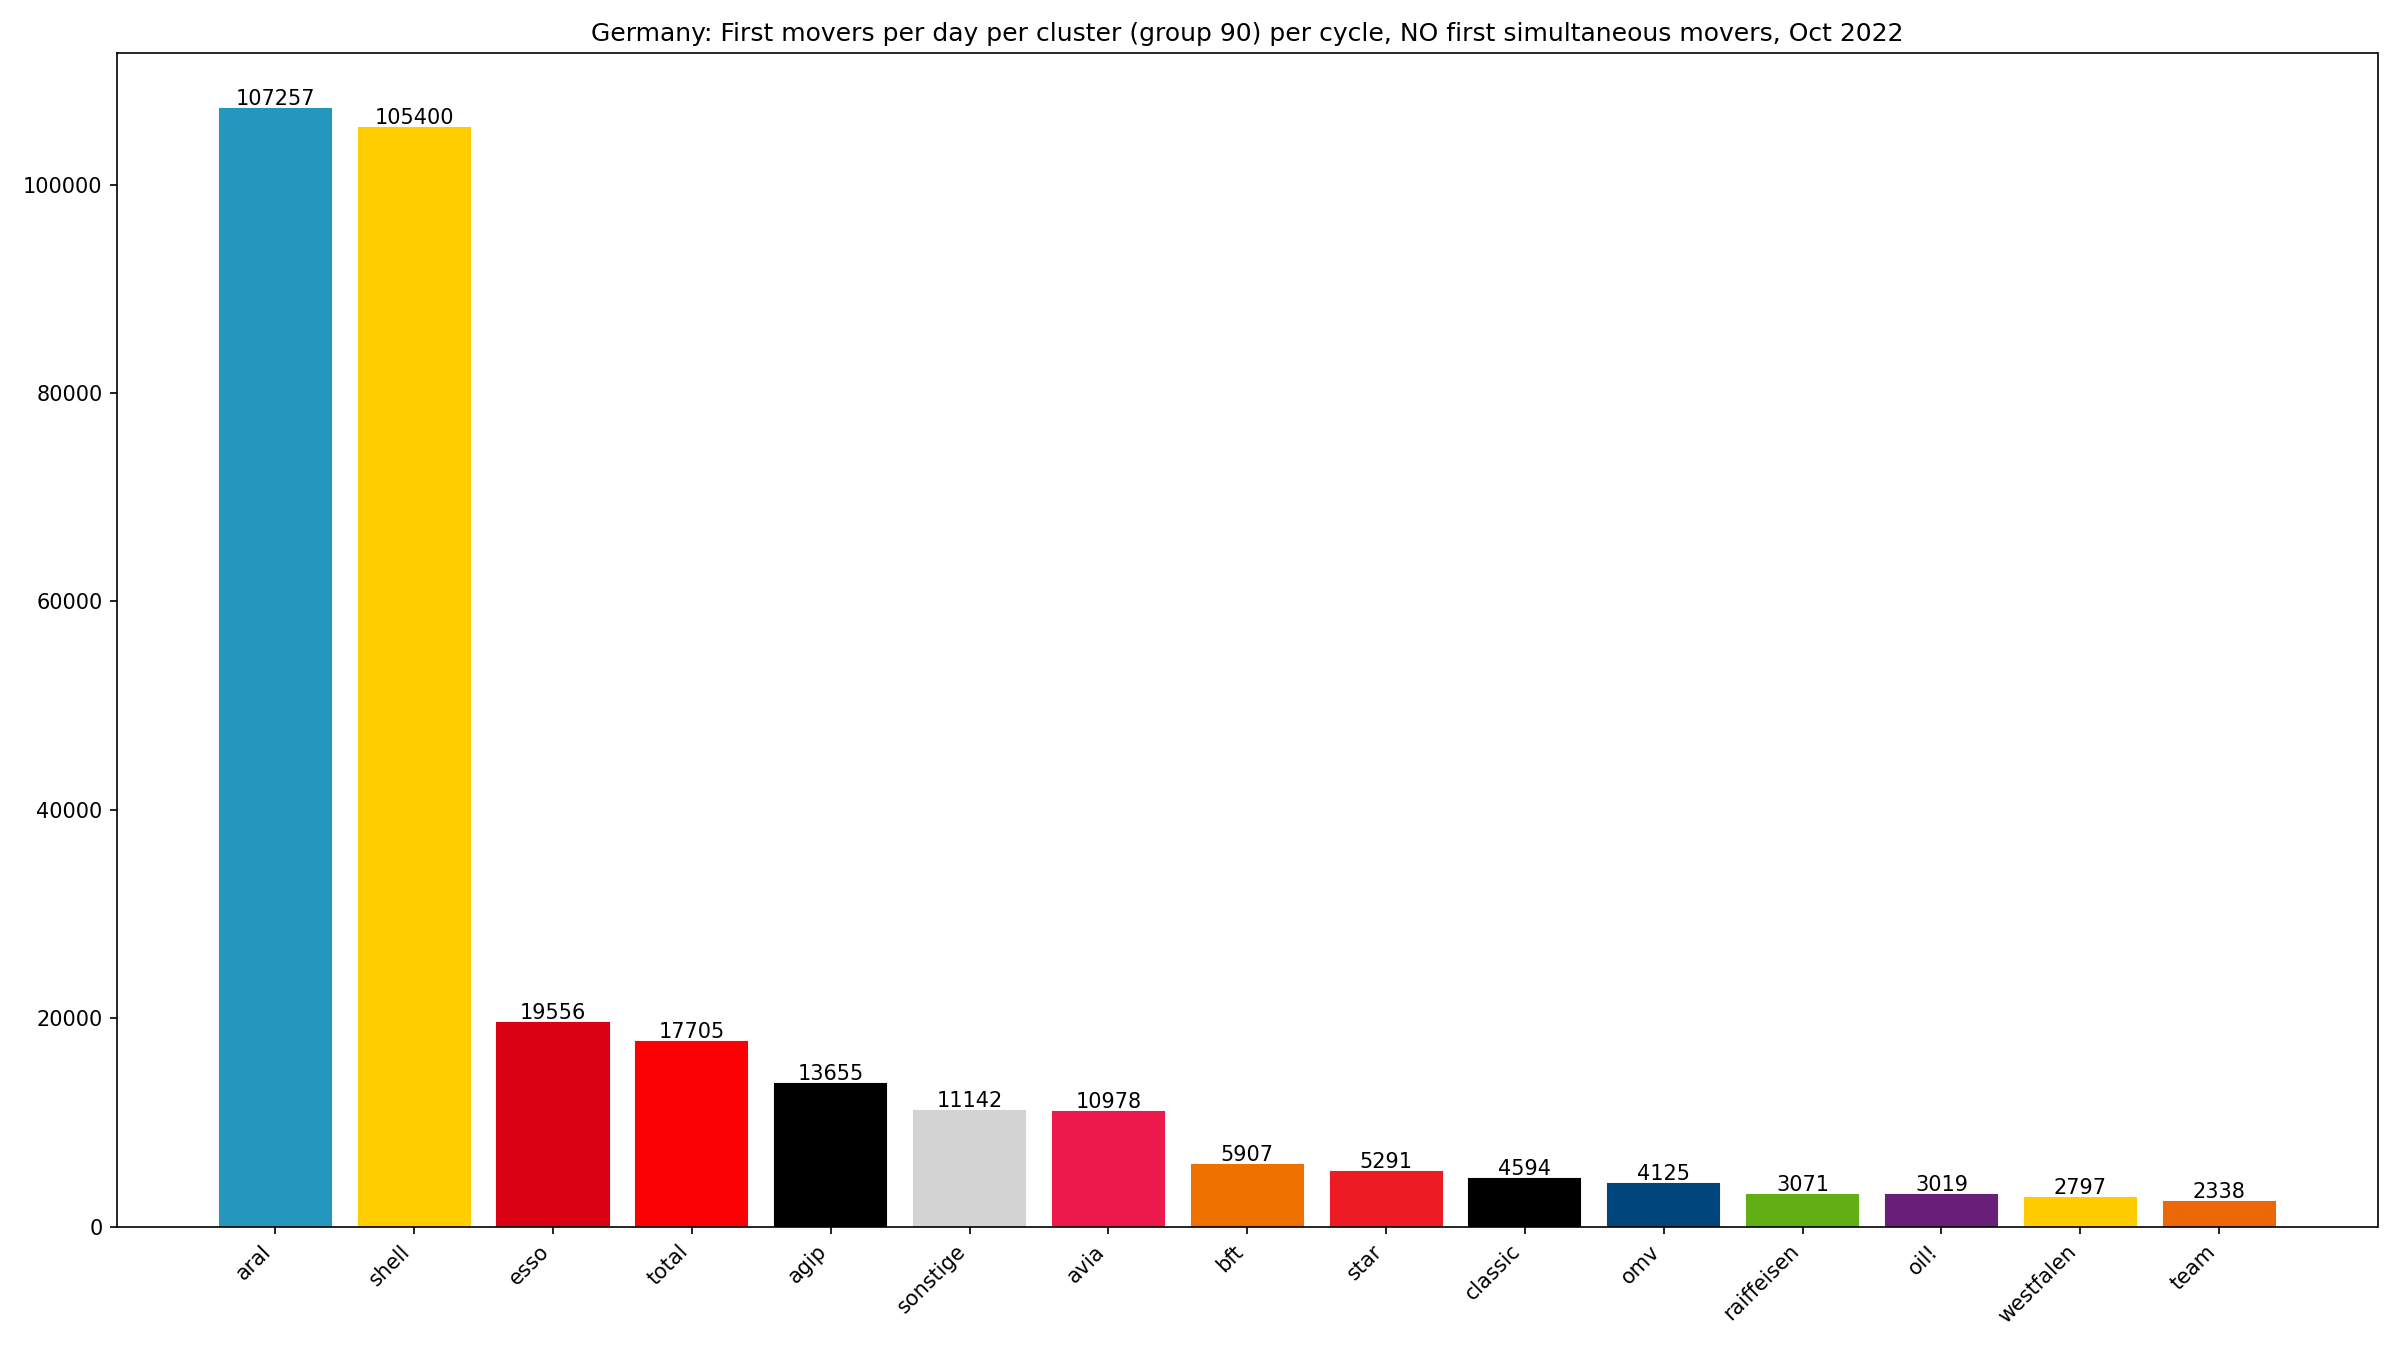 Germany: First movers per day per cluster (group 90) per cycle, NO first simultaneous movers, Oct 2022
107257
105400
100000
80000
60000
40000
20000
0
19556
17705
13655
11142
10978
5907
5291
4594
4125
3071
3019
2797
2338
aral
shell
esso
total
agip
sonstige
avia
bft
star
classic
omv
raiffeisen
oil!
westfalen
team